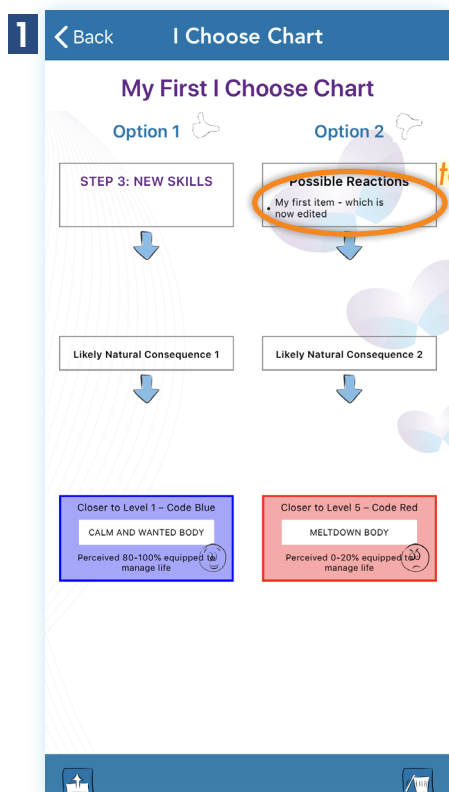 1
Back
I Choose Chart
My First I Choose Chart
Option 1
Option 2
STEP 3: NEW SKILLS
Possible Reactions
• My first item - which is
now edited
Likely Natural Consequence 1
Likely Natural Consequence 2
Closer to Level 1 – Code Blue
CALM AND WANTED BODY
Perceived 80-100% equipped to
manage life
Closer to Level 5 – Code Red
MELTDOWN BODY
Perceived 0-20% equipped to
manage life